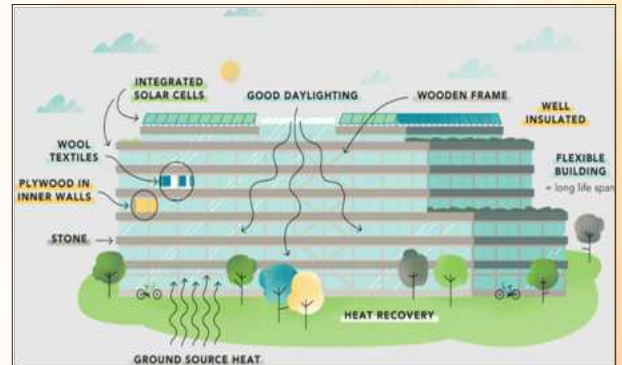 INTEGRATED
SOLAR CELLS
GOOD DAYLIGHTING
WOODEN FRAME
WELL
INSULATED
WOOL
TEXTILES
FLEXIBLE
BUILDING
= long life span
PLYWOOD IN
INNER WALLS
STONE
HEAT RECOVERY
GROUND SOURCE HEAT